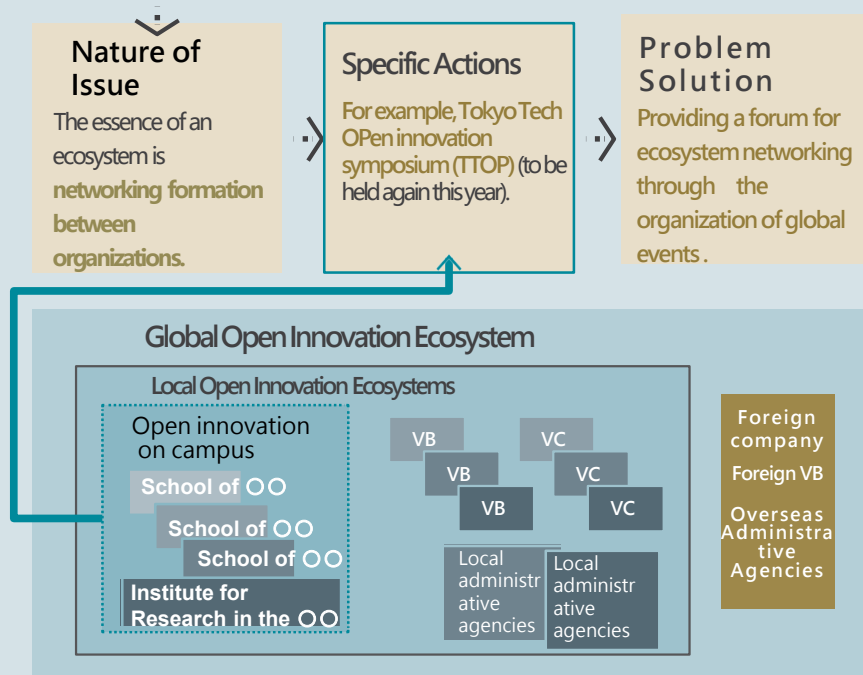 Nature of
Issue
The essence of an
ecosystem is
networking formation
between
organizations.
Specific Actions
For example, Tokyo Tech
OPen innovation
symposium (TTOP) (to be
held again this year).
Problem
Solution
Providing a forum for
ecosystem networking
through the
organization of global
events .
Global Open Innovation Ecosystem
Local Open Innovation Ecosystems
Open innovation
on campus
School of ○○
School of ○○
School of ○○
Institute for
Research in the ○○
VB
VB
VB
VC
VC
VC
Local
administr
ative
agencies
Local
administr
ative
agencies
Foreign
company
Foreign VB
Overseas
Administra
tive
Agencies